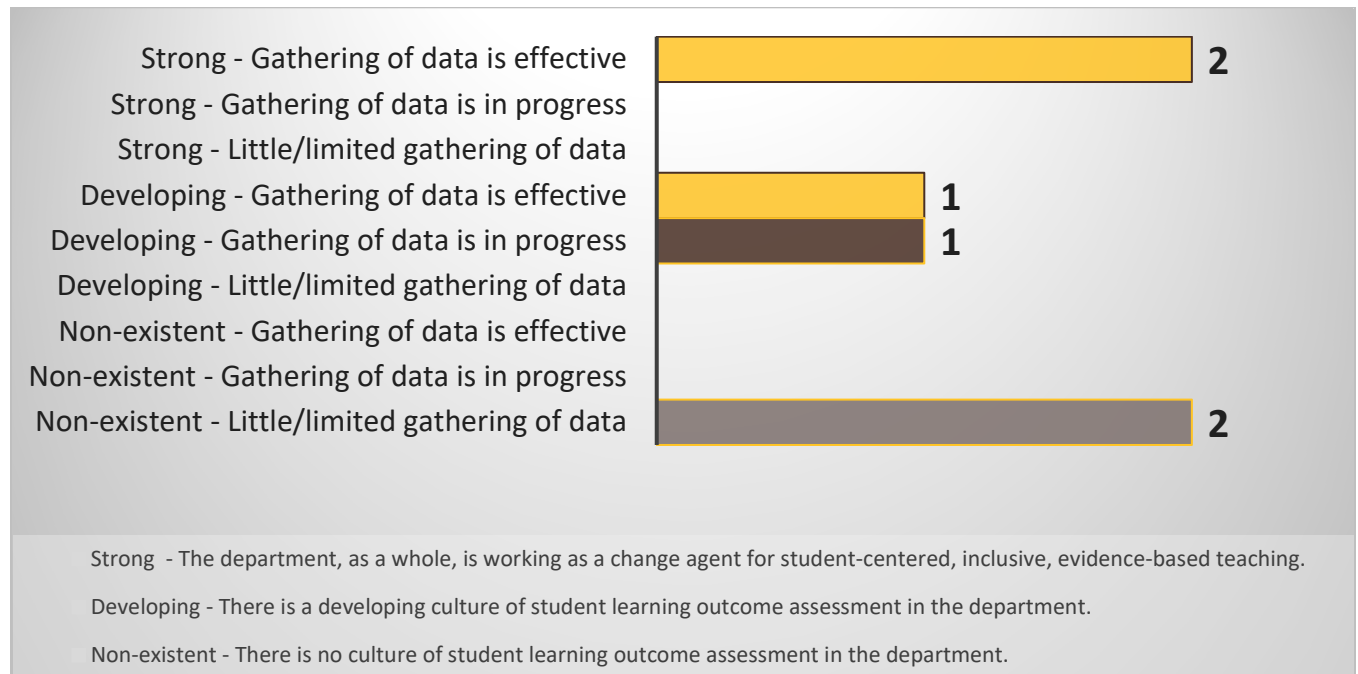 Strong - Gathering of data is effective
2
Strong - Gathering of data is in progress
Strong - Little/limited gathering of data
Developing - Gathering of data is effective
1
Developing - Gathering of data is in progress
1
Developing - Little/limited gathering of data
Non-existent - Gathering of data is effective
Non-existent - Gathering of data is in progress
Non-existent - Little/limited gathering of data
2
Strong - The department, as a whole, is working as a change agent for student-centered, inclusive, evidence-based teaching.
Developing - There is a developing culture of student learning outcome assessment in the department.
Non-existent - There is no culture of student learning outcome assessment in the department.